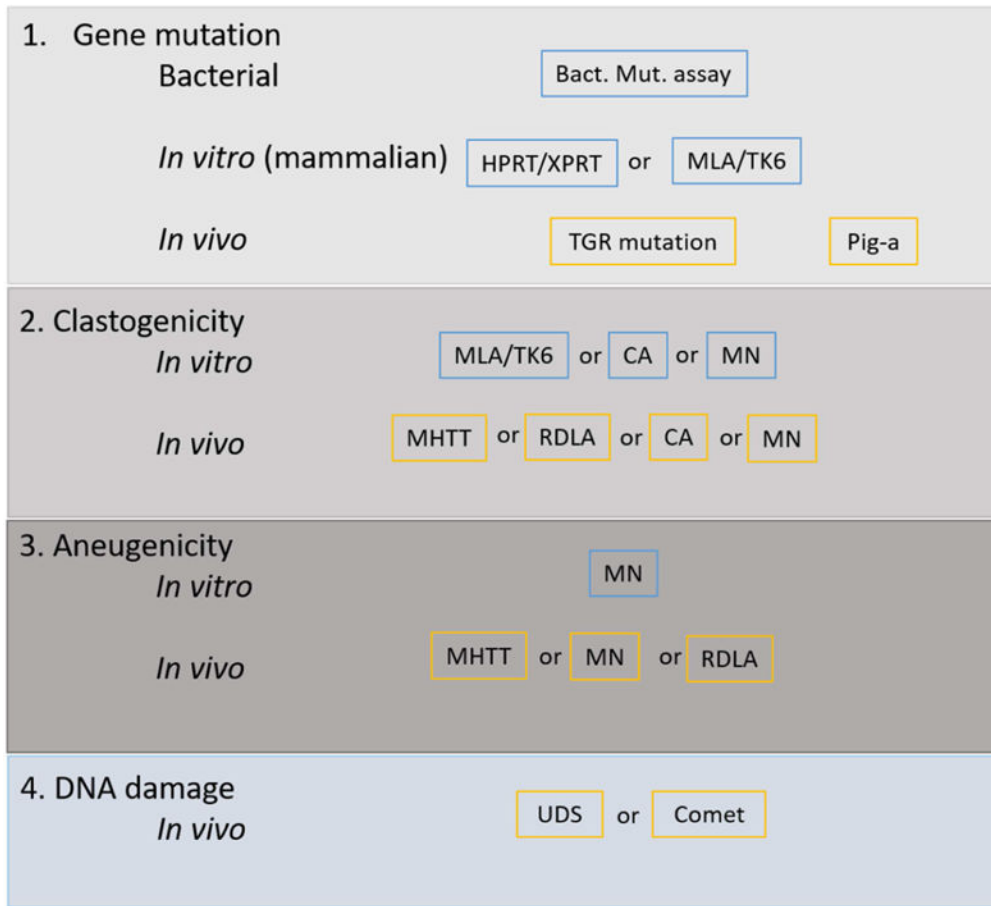 1. Gene mutation
Bacterial Bact. Mut. assay
In vitro (mammalian) HPRT/XPRT or MLA/TK6
In vivo TGR mutation Pig-a
2. Clastogenicity
In vitro MLA/TK6 or CA or MN
In vivo MHTT or RDLA or CA or MN
3. Aneugenicity
In vitro MN
In vivo MHTT or MN or RDLA
4. DNA damage
In vivo UDS or Comet